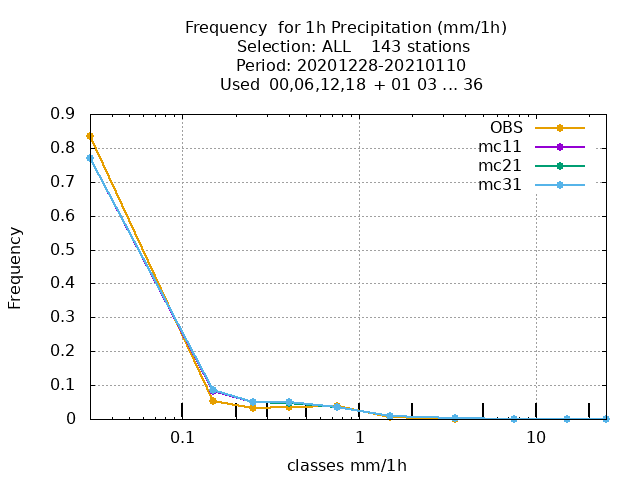 Frequency  for 1h Precipitation (mm/1h)
Selection: ALL    143 stations
Period: 20201228-20210110
Used  00,06,12,18  + 01 03 ... 36
0.9
0.8
0.7
0.6
0.5
0.4
0.3
0.2
0.1
0
Frequency
OBS
mc11
mc21
mc31
0.1 1 10
classes mm/1h